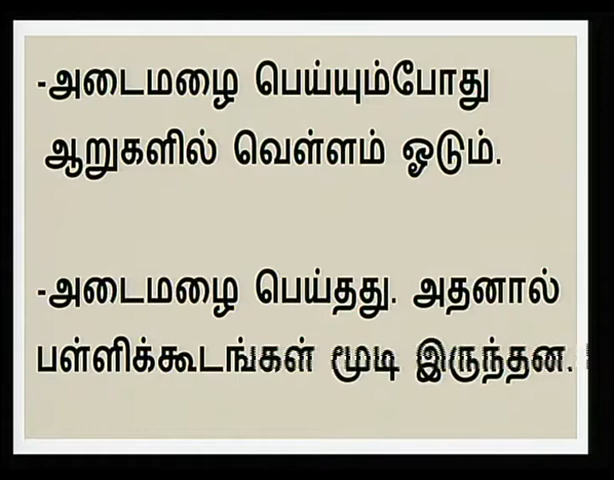 -அடைமழை பெய்யும்போது
ஆறுகளில் வெள்ளம் ஓடும்.
-அடைமழை பெய்தது. அதனால்
பள்ளிக்கூடங்கள் மூடி இருந்தன.